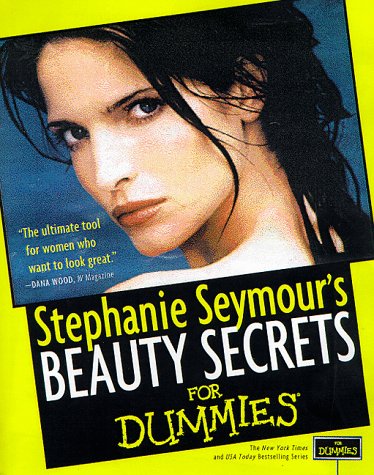 "The ultimate tool
for women who
want to look great."
—DANA WOOD, W Magazine
Stephanie Seymour's
BEAUTY SECRETS
FOR
DUMMIES®
The New York Times
and USA Today Bestselling Series
FOR
DUMMIES